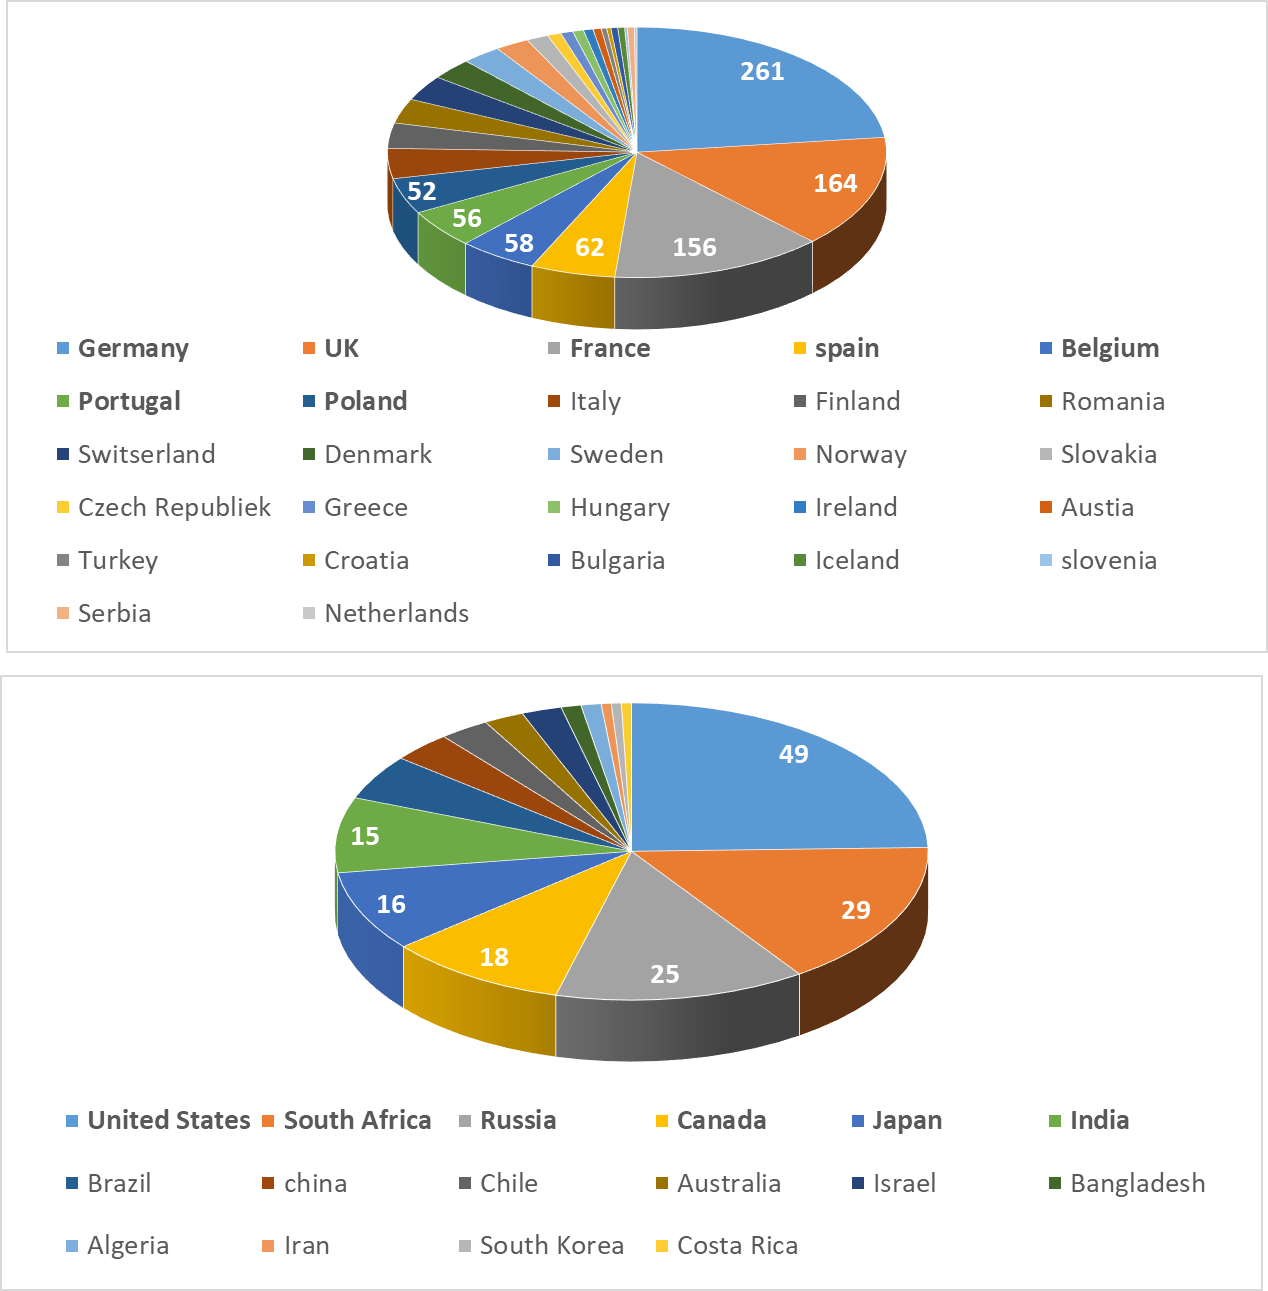 261
164
156
62
58
56
52
Germany UK France spain Belgium
Portugal Poland Italy Finland Romania
Switserland Denmark Sweden Norway Slovakia
Czech Republiek Greece Hungary Ireland Austia
Turkey Croatia Bulgaria Iceland slovenia
Serbia Netherlands
49
29
25
18
16
15
United States South Africa Russia Canada Japan India
Brazil china Chile Australia Israel Bangladesh
Algeria Iran South Korea Costa Rica